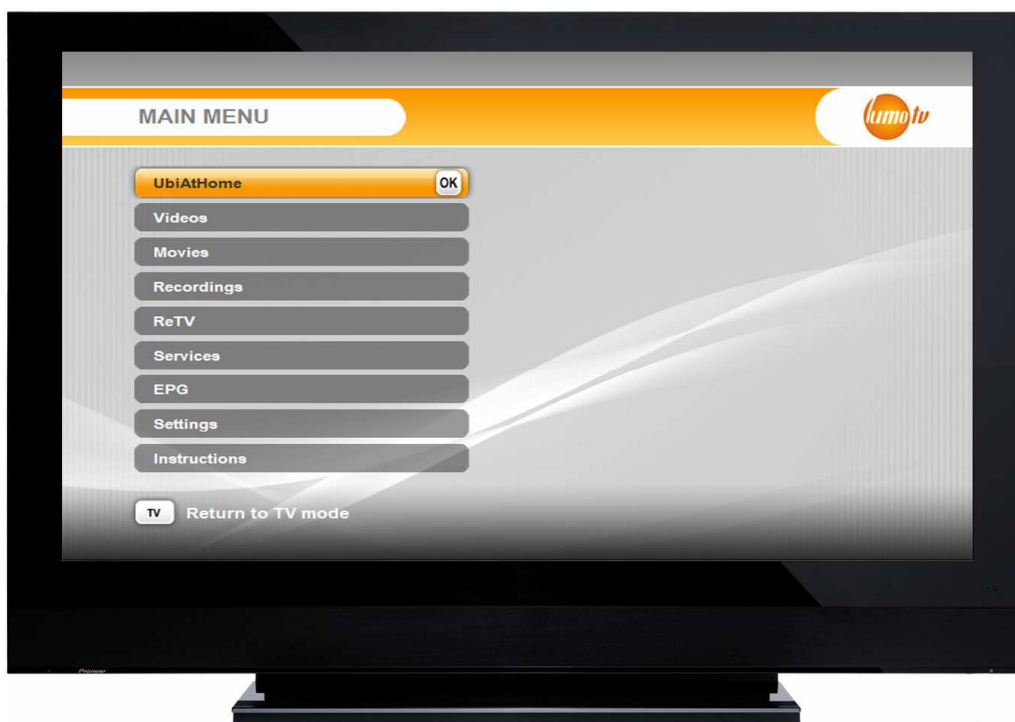 MAIN MENU
lumo tv
UbiAtHome OK
Videos
Movies
Recordings
ReTV
Services
EPG
Settings
Instructions
TV Return to TV mode
Pioneer